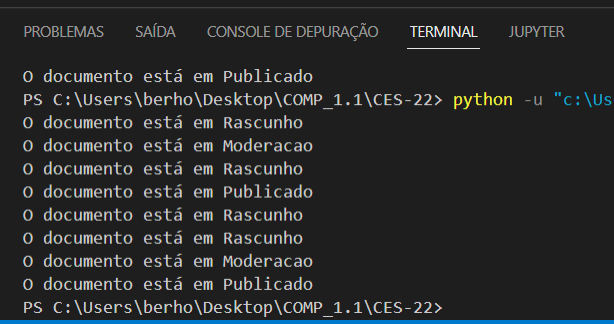 PROBLEMAS SAÍDA CONSOLE DE DEPURAÇÃO TERMINAL JUPYTER
O documento está em Publicado
PS C:\Users\berho\Desktop\COMP_1.1\CES-22> python -u "c:\Us
O documento está em Rascunho
O documento está em Moderacao
O documento está em Rascunho
O documento está em Publicado
O documento está em Rascunho
O documento está em Rascunho
O documento está em Moderacao
O documento está em Publicado
PS C:\Users\berho\Desktop\COMP_1.1\CES-22>